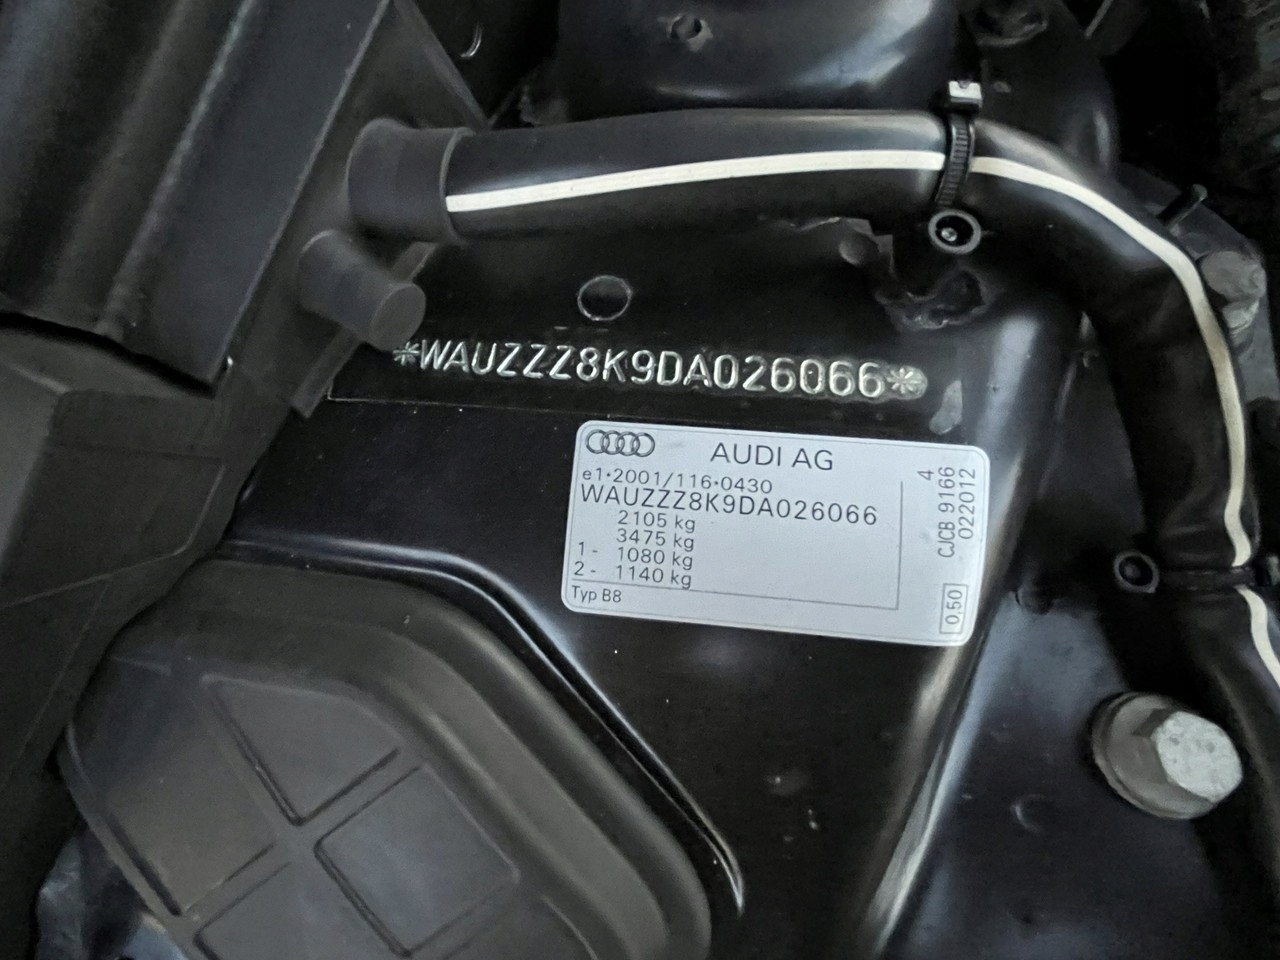 *WAUZZZ8K9DA026066*
AUDI AG
e1•2001/116•0430
WAUZZZ8K9DA026066
2105 kg
3475 kg
1 - 1080 kg
2 - 1140 kg
Typ B8
4
CJCB 9166
022012
0,50